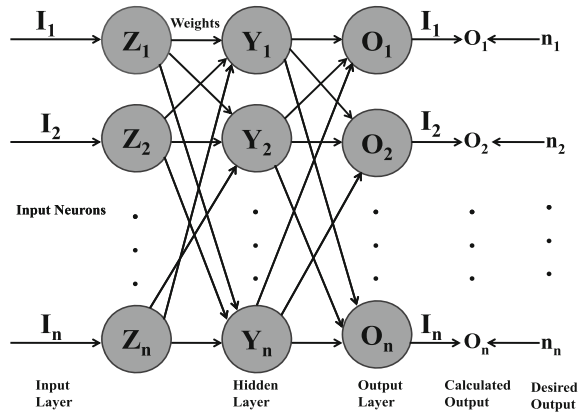 I₁ Z₁ Weights Y₁ O₁ I₁ O₁ n₁
I₂ Z₂ Y₂ O₂ I₂ O₂ n₂
Input Neurons
Iₙ Zₙ Yₙ Oₙ Iₙ Oₙ nₙ
Input Hidden Output Calculated Desired
Layer Layer Layer Output Output